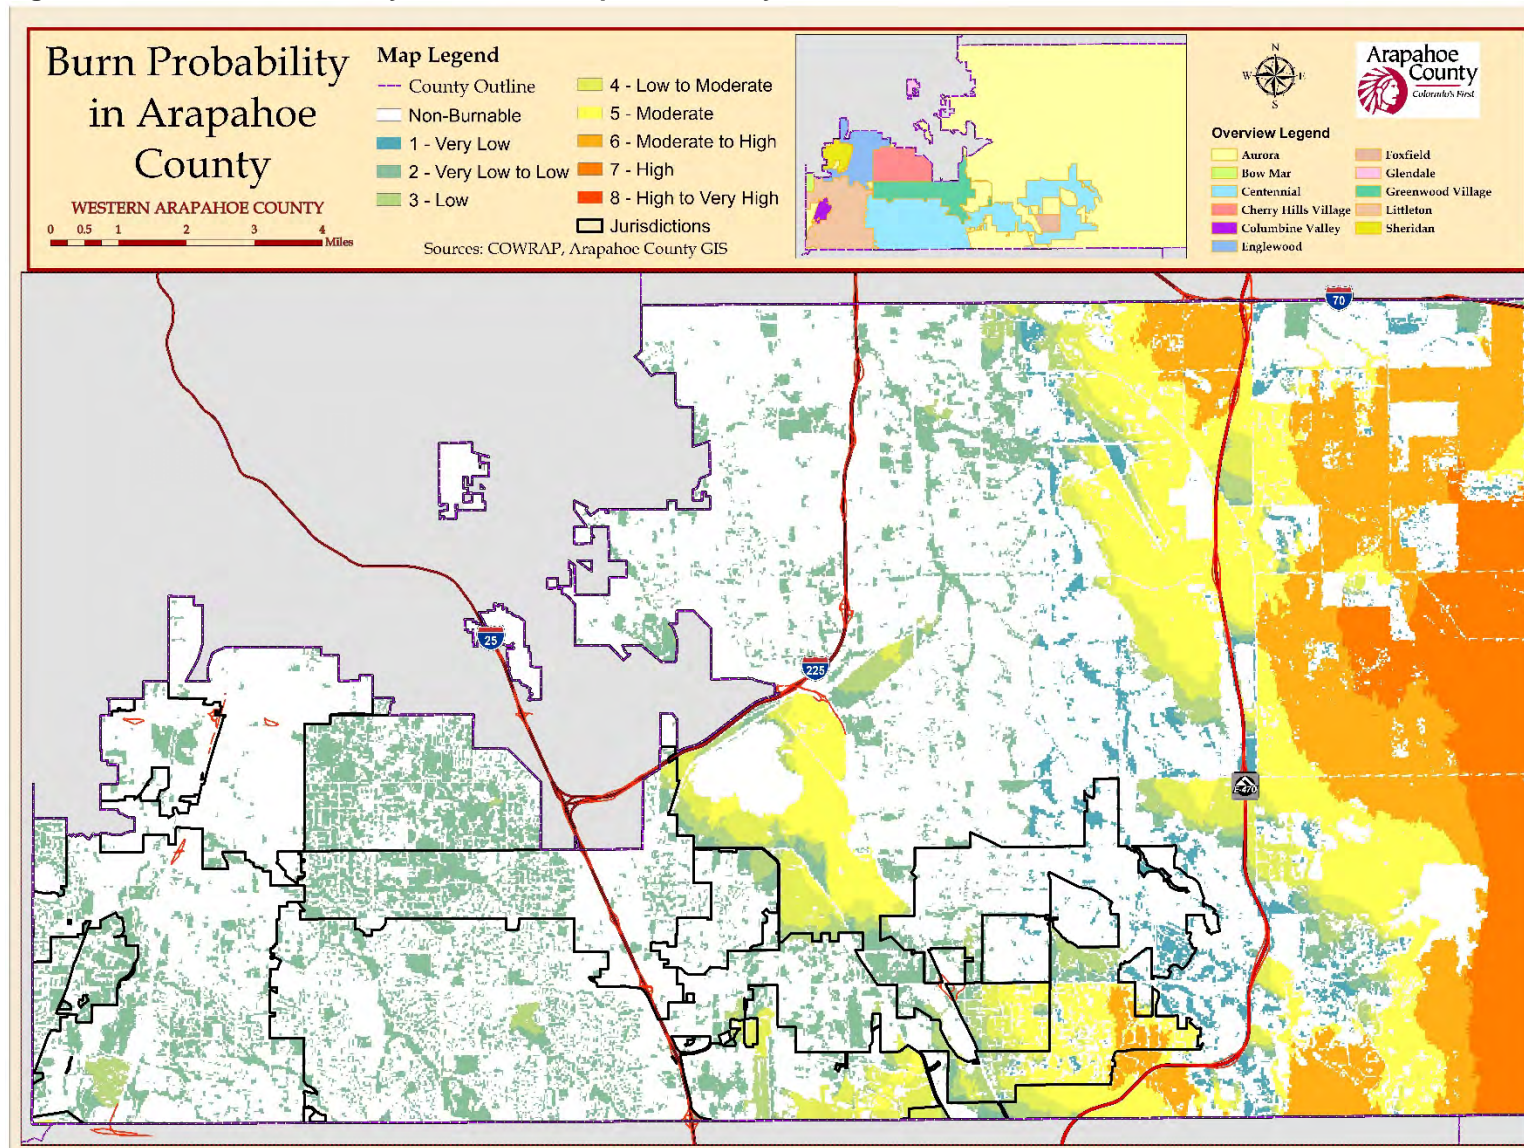 Burn Probability
in Arapahoe
County
WESTERN ARAPAHOE COUNTY
0 0.5 1 2 3 4
Miles
Map Legend
County Outline
Non-Burnable
1 - Very Low
2 - Very Low to Low
3 - Low
4 - Low to Moderate
5 - Moderate
6 - Moderate to High
7 - High
8 - High to Very High
Jurisdictions
Sources: COWRAP, Arapahoe County GIS
N
W E
S
Arapahoe
County
Colorado's First
Overview Legend
Aurora
Bow Mar
Centennial
Cherry Hills Village
Columbine Valley
Englewood
Foxfield
Glendale
Greenwood Village
Littleton
Sheridan
70
25
225
E-470